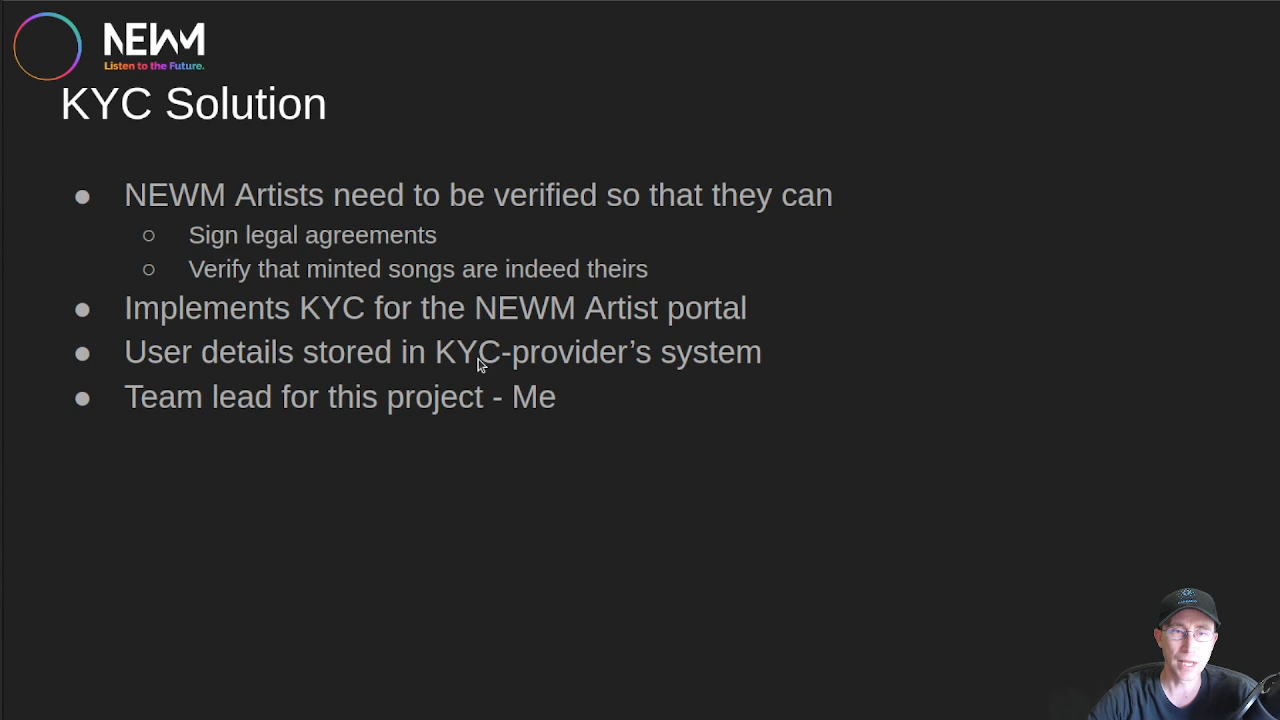 NEWM
Listen to the Future.
KYC Solution
● NEWM Artists need to be verified so that they can
○ Sign legal agreements
○ Verify that minted songs are indeed theirs
● Implements KYC for the NEWM Artist portal
● User details stored in KYC-provider’s system
● Team lead for this project - Me